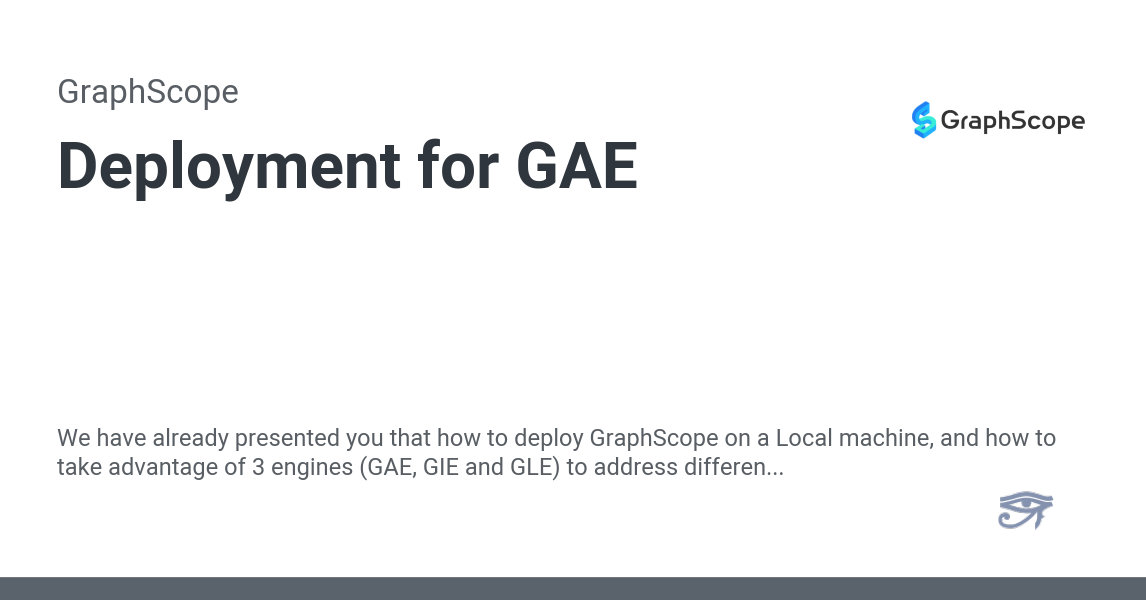 GraphScope
GraphScope
Deployment for GAE
We have already presented you that how to deploy GraphScope on a Local machine, and how to
take advantage of 3 engines (GAE, GIE and GLE) to address differen...